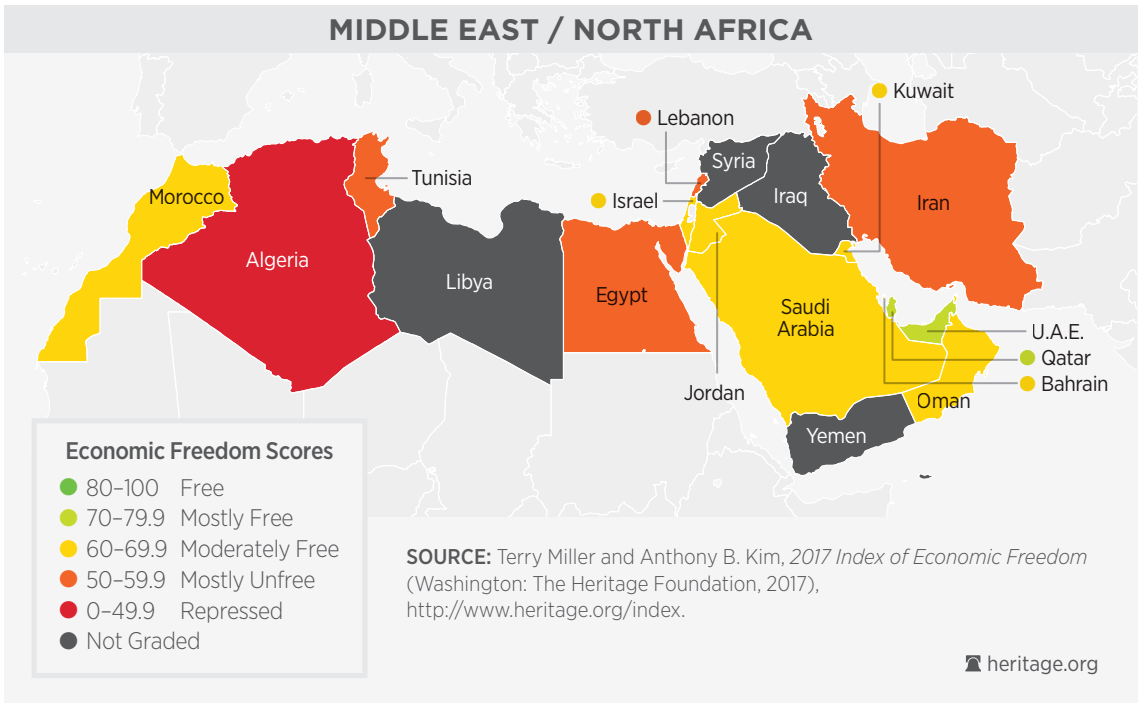 MIDDLE EAST / NORTH AFRICA
Kuwait
Lebanon
Syria
Tunisia
Morocco
Israel
Iraq
Iran
Algeria
Libya
Egypt
Saudi
Arabia
U.A.E.
Qatar
Jordan
Bahrain
Oman
Yemen
Economic Freedom Scores
80–100 Free
70–79.9 Mostly Free
60–69.9 Moderately Free
50–59.9 Mostly Unfree
0–49.9 Repressed
Not Graded
SOURCE: Terry Miller and Anthony B. Kim, 2017 Index of Economic Freedom
(Washington: The Heritage Foundation, 2017),
http://www.heritage.org/index.
heritage.org